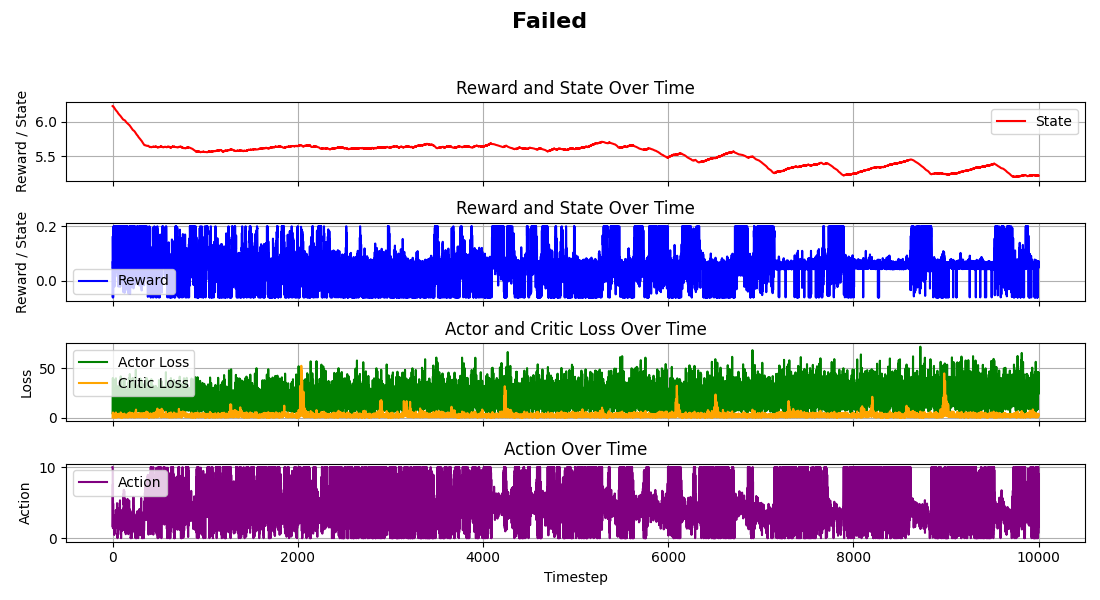 Failed
Reward and State Over Time
Reward / State
6.0
5.5
State
Reward and State Over Time
Reward / State
0.2
0.0
Reward
Actor and Critic Loss Over Time
Loss
50
0
Actor Loss
Critic Loss
Action Over Time
Action
10
0
Action
0 2000 4000 6000 8000 10000
Timestep